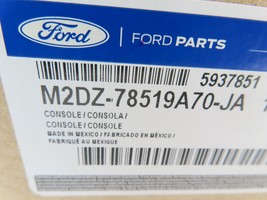 Ford
FORD PARTS
5937851
M2DZ-78519A70-JA
CONSOLE / CONSOLA /
CONSOLE / CONSOLE
MADE IN MEXICO / FABRICADO EN MÉXICO /
FABRIQUÉ AU MEXIQUE